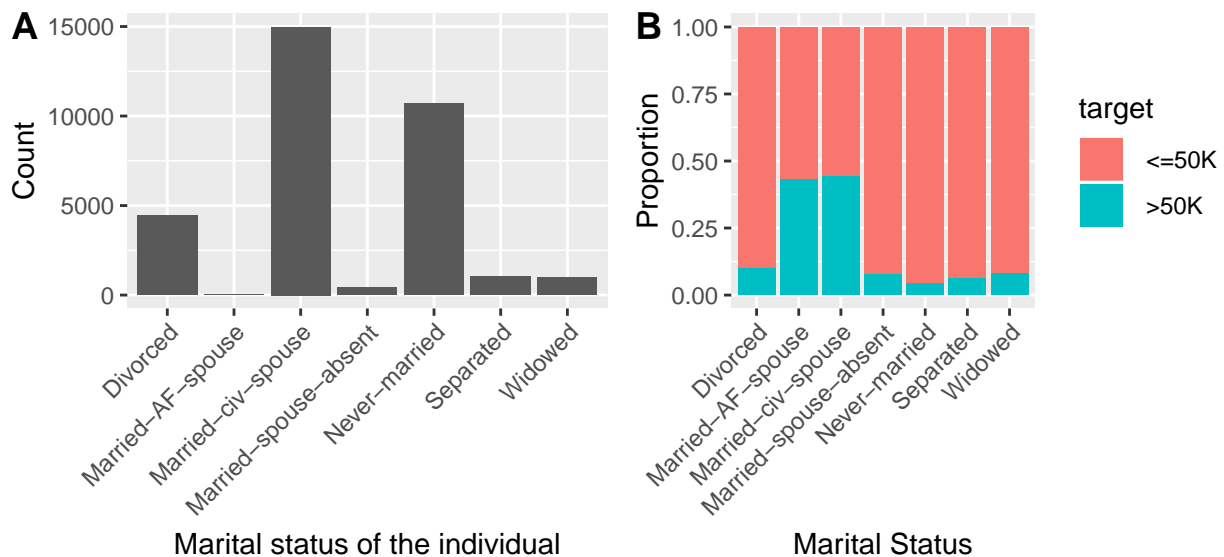 A
Count
15000
10000
5000
0
Divorced
Married−AF−spouse
Married−civ−spouse
Married−spouse−absent
Never−married
Separated
Widowed
Marital status of the individual
B
Proportion
1.00
0.75
0.50
0.25
0.00
Divorced
Married−AF−spouse
Married−civ−spouse
Married−spouse−absent
Never−married
Separated
Widowed
Marital Status
target
<=50K
>50K